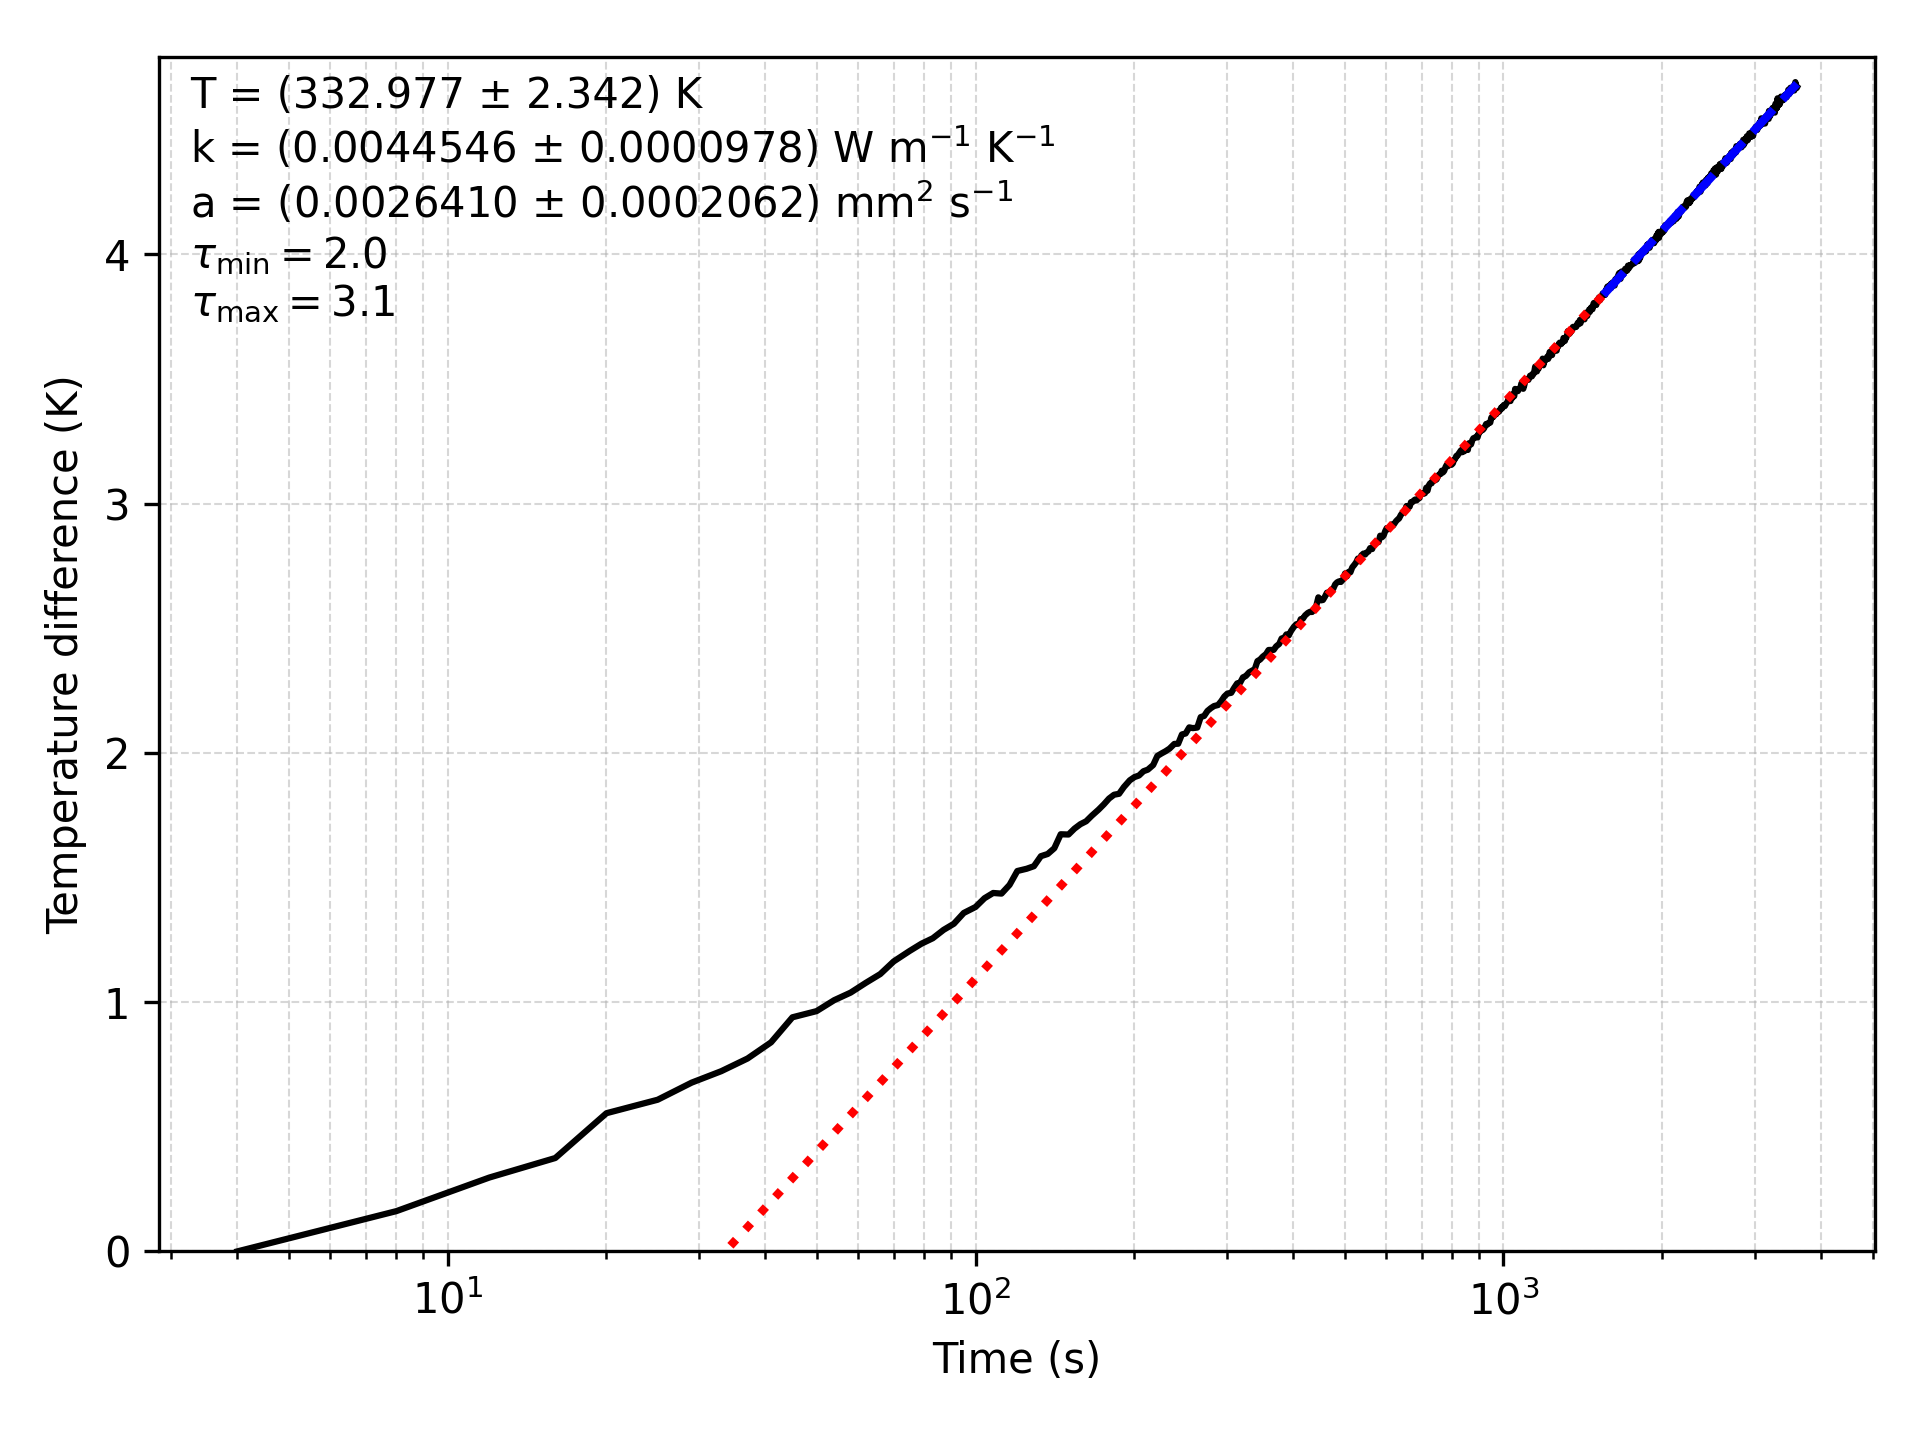 T = (332.977 ± 2.342) K
k = (0.0044546 ± 0.0000978) W m⁻¹ K⁻¹
a = (0.0026410 ± 0.0002062) mm² s⁻¹
τmin = 2.0
τmax = 3.1
Temperature difference (K)
4
3
2
1
0
10¹ 10² 10³
Time (s)